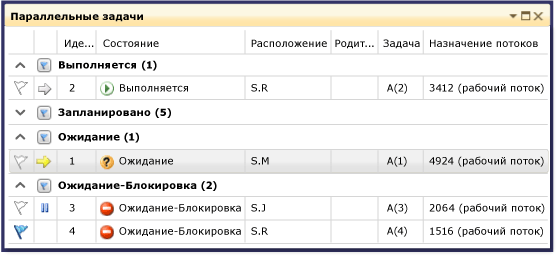 Параллельные задачи
Иде... Состояние Расположение Родит... Задача Назначение потоков
Выполняется (1)
2 Выполняется S.R A(2) 3412 (рабочий поток)
Запланировано (5)
Ожидание (1)
1 Ожидание S.M A(1) 4924 (рабочий поток)
Ожидание-Блокировка (2)
3 Ожидание-Блокировка S.J A(3) 2064 (рабочий поток)
4 Ожидание-Блокировка S.R A(4) 1516 (рабочий поток)